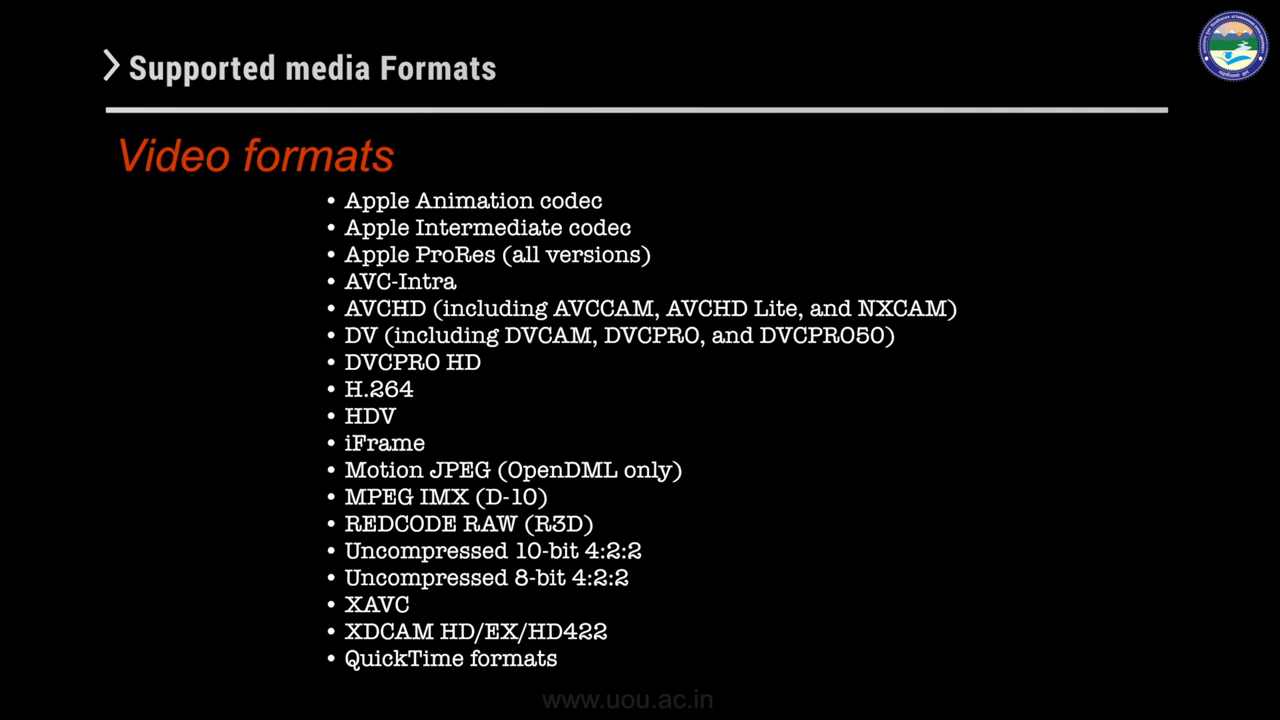 Supported media Formats
Video formats
• Apple Animation codec
• Apple Intermediate codec
• Apple ProRes (all versions)
• AVC-Intra
• AVCHD (including AVCCAM, AVCHD Lite, and NXCAM)
• DV (including DVCAM, DVCPRO, and DVCPRO50)
• DVCPRO HD
• H.264
• HDV
• iFrame
• Motion JPEG (OpenDML only)
• MPEG IMX (D-10)
• REDCODE RAW (R3D)
• Uncompressed 10-bit 4:2:2
• Uncompressed 8-bit 4:2:2
• XAVC
• XDCAM HD/EX/HD422
• QuickTime formats
www.uou.ac.in